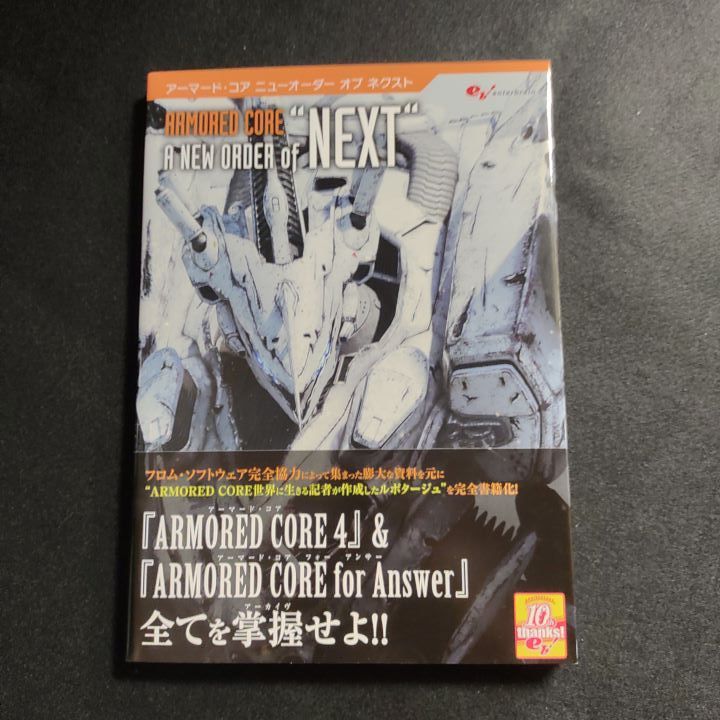 アーマード・コア ニューオーダー オブ ネクスト
enterbrain
ARMORED CORE
A NEW ORDER of "NEXT"
フロム・ソフトウェア完全協力によって集まった膨大な資料を元に
“ARMORED CORE世界に生きる記者が作成したルポタージュ”を完全書籍化!
アーマード・コア
『ARMORED CORE 4』&
アーマード・コア フォー アンサー
『ARMORED CORE for Answer』
アーカイヴ
全てを掌握せよ!!
10th
thanks!
eb!